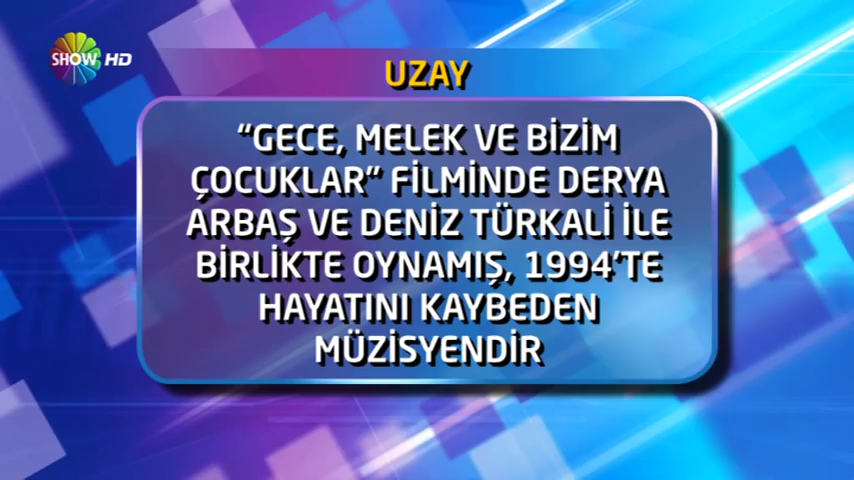 SHOW HD
UZAY
“GECE, MELEK VE BİZİM
ÇOCUKLAR” FİLMİNDE DERYA
ARBAŞ VE DENİZ TÜRKALİ İLE
BİRLİKTE OYNAMIŞ, 1994’TE
HAYATINI KAYBEDEN
MÜZİSYENDİR